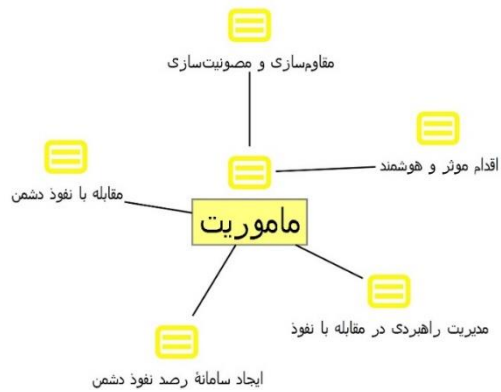 مقاوم‌سازی و مصونیت‌سازی
اقدام موثر و هوشمند
مقابله با نفوذ دشمن
ماموریت
مدیریت راهبردی در مقابله با نفوذ
ایجاد سامانۀ رصد نفوذ دشمن